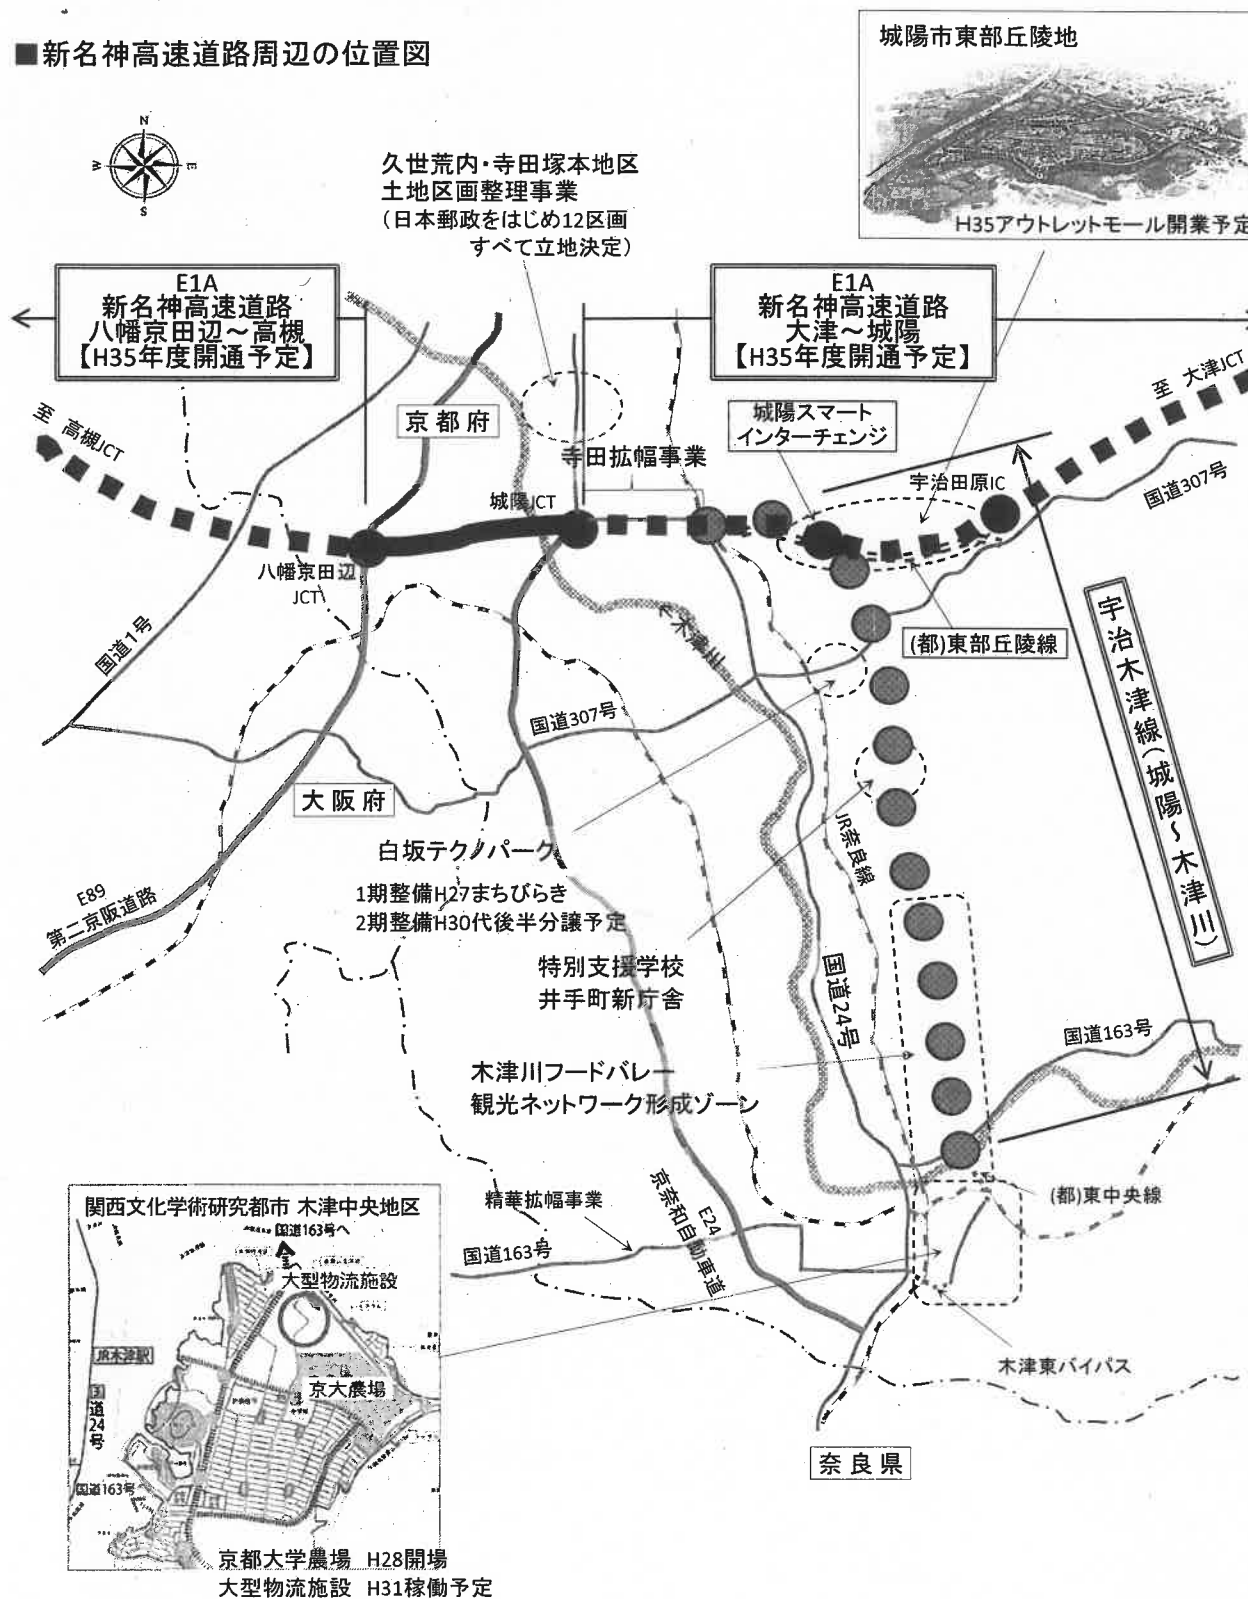 ■新名神高速道路周辺の位置図
城陽市東部丘陵地
H35アウトレットモール開業予定
N
W
E
S
久世荒内・寺田塚本地区
土地区画整理事業
(日本郵政をはじめ12区画
すべて立地決定)
E1A
新名神高速道路
八幡京田辺～高槻
【H35年度開通予定】
E1A
新名神高速道路
大津～城陽
【H35年度開通予定】
至 大津JCT
至 高槻JCT
京都府
城陽スマート
インターチェンジ
寺田拡幅事業
宇治田原IC
国道307号
城陽JCT
八幡京田辺
JCT
国道1号
木津川
(都)東部丘陵線
宇治木津線(城陽～木津川)
国道307号
大阪府
白坂テクノパーク
1期整備H27まちびらき
2期整備H30代後半分譲予定
JR奈良線
E89
第二京阪道路
特別支援学校
井手町新庁舎
国道24号
国道163号
木津川フードバレー
観光ネットワーク形成ゾーン
精華拡幅事業
国道163号
E24
京奈和自動車道
(都)東中央線
木津東バイパス
奈良県
関西文化学術研究都市 木津中央地区
国道163号へ
大型物流施設
JR木津駅
京大農場
道24号
国道163号
京都大学農場 H28開場
大型物流施設 H31稼働予定